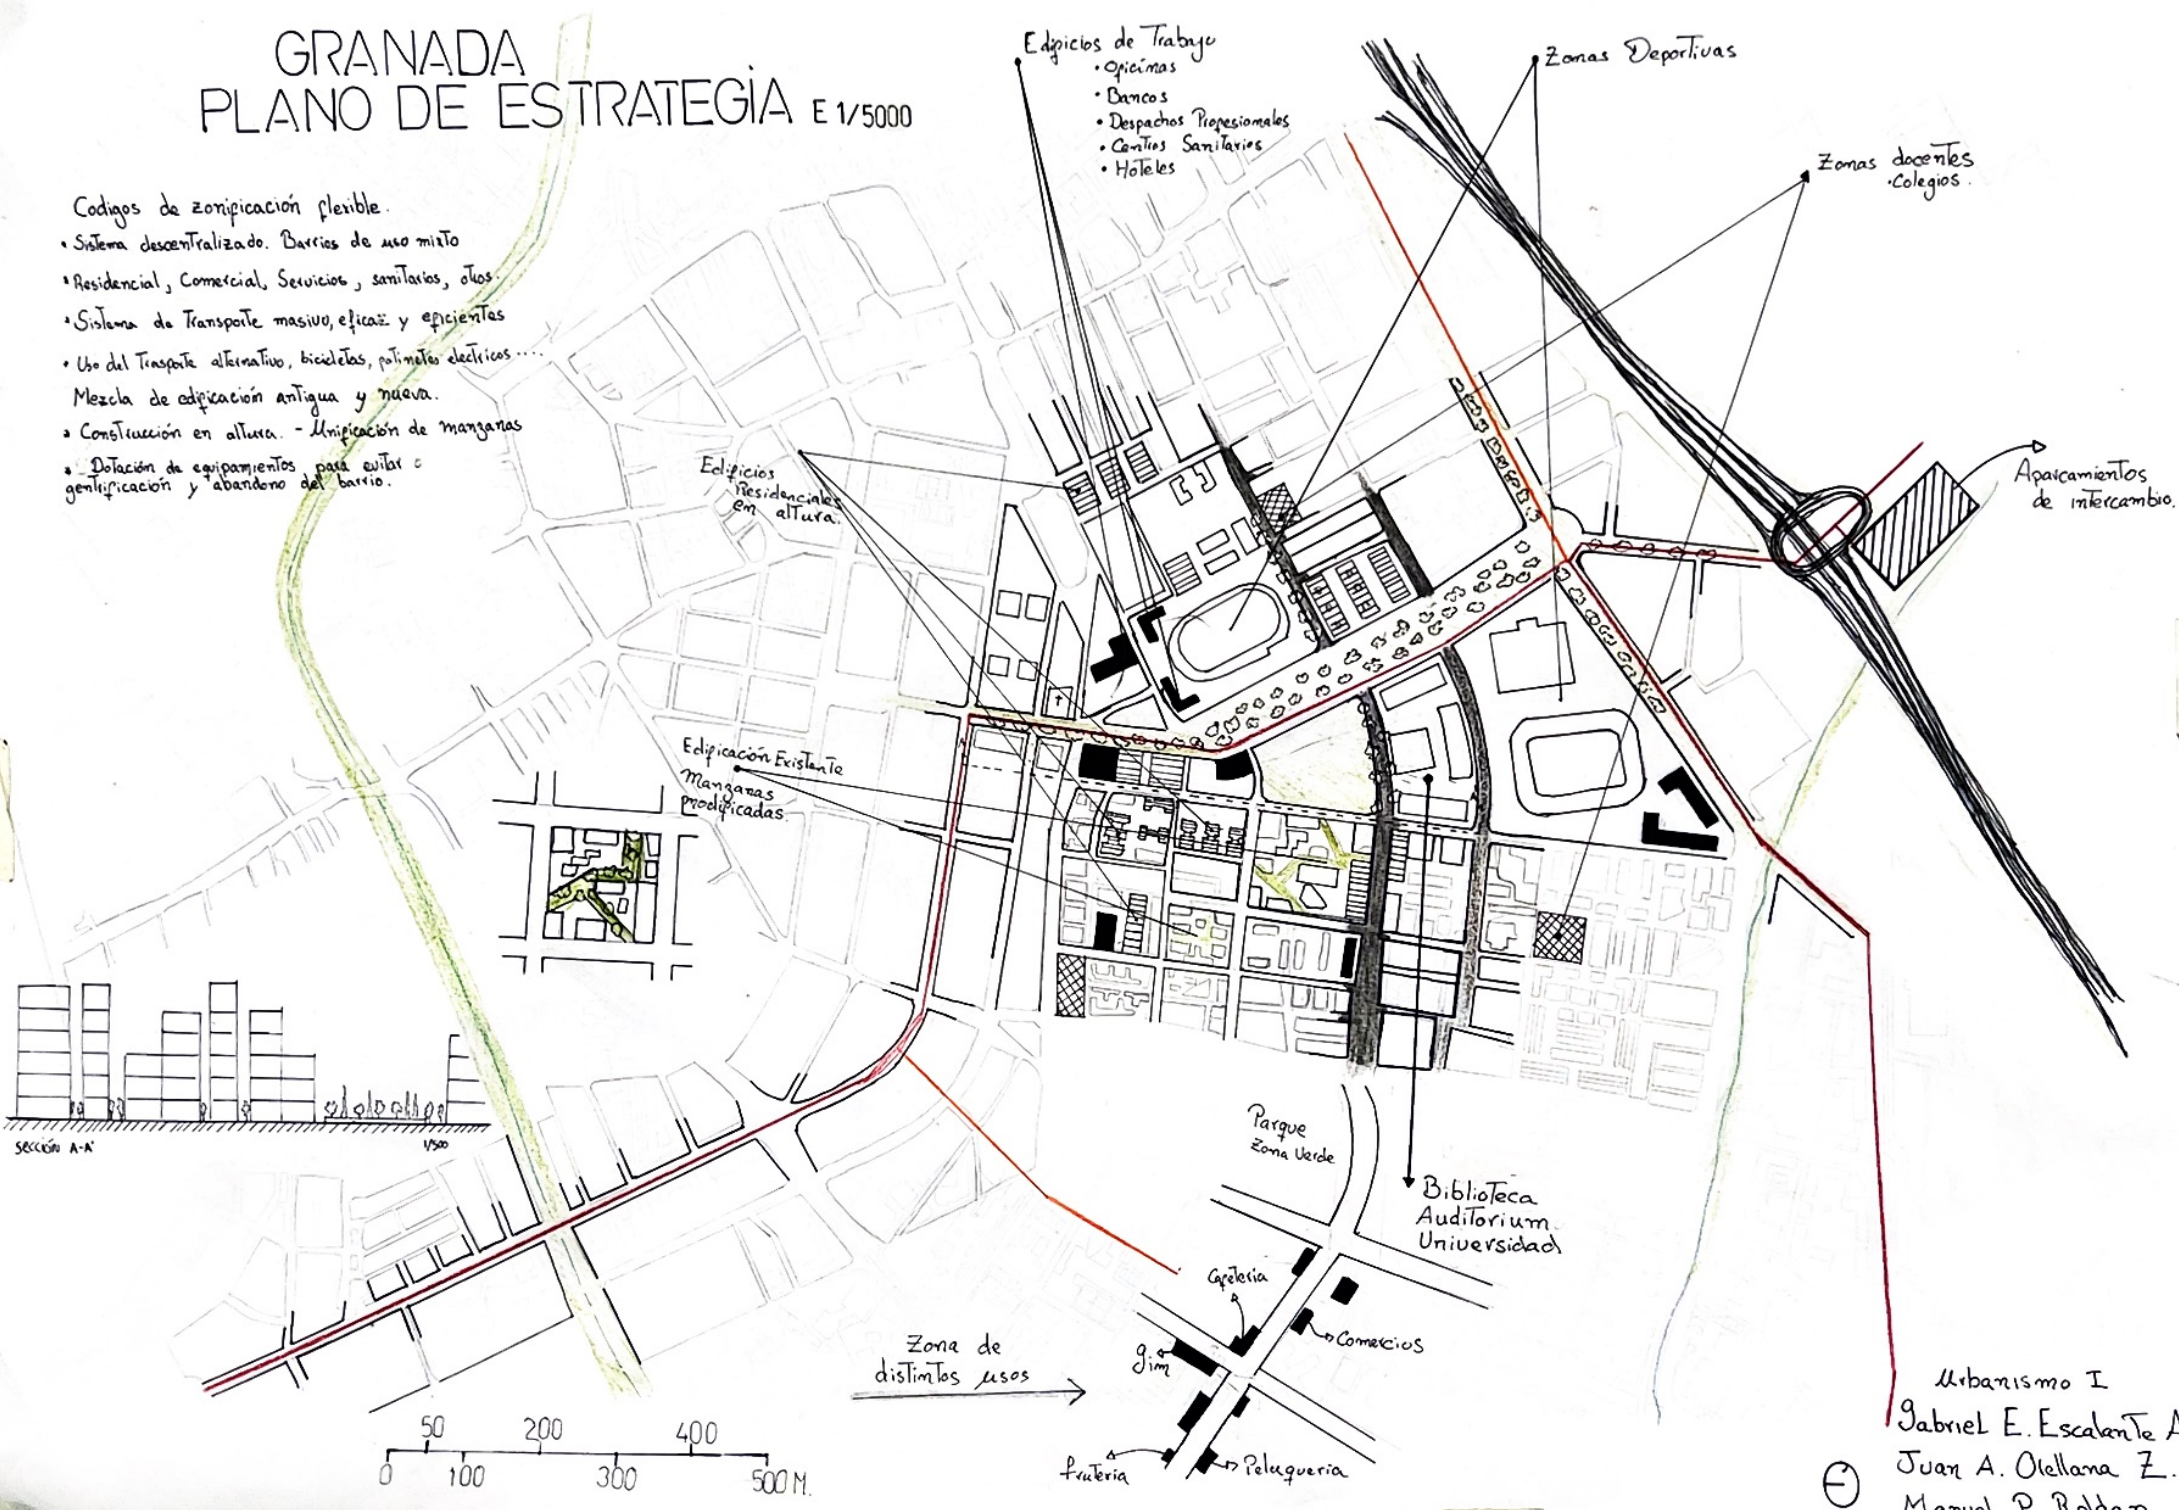 GRANADA
PLANO DE ESTRATEGIA E 1/5000
Codigos de zonificación flexible.
• Sistema descentralizado. Barrios de uso mixto
• Residencial, Comercial, Servicios, sanitarios, otros.
• Sistema de Transporte masivo, eficaz y eficientes
• Uso del Trasporte alternativo, bicicletas, patinetes electricos ....
Mezcla de edificación antigua y nueva.
• Construcción en altura. - Unificación de manzanas
• - Dotación de equipamientos para evitar
gentrificación y abandono del barrio.
Edificios de Trabajo
• Oficinas
• Bancos
• Despachos Profesionales
• Centros Sanitarios
• Hoteles
Zonas Deportivas
Zonas docentes
• Colegios.
Aparcamientos
de intercambio.
Edificios
Residenciales
en altura.
Edificación Existente
Manzanas
prodificadas.
sección A-A'
1/500
Parque
Zona Verde
Biblioteca
Auditorium.
Universidad
Cafeteria
Comercios
gim
Zona de
distintos usos
fruteria
Peluqueria
50 200 400
0 100 300 500 M.
Urbanismo I
Gabriel E. Escalante A
Juan A. Olellana Z.
Manuel P. Roldan
E